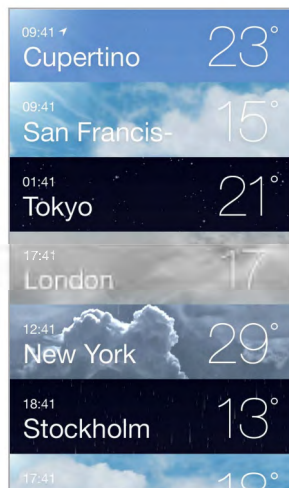 09:41
Cupertino 23°
09:41
San Francis- 15°
01:41
Tokyo 21°
17:41
London 17
12:41
New York 29°
18:41
Stockholm 13°
17:41